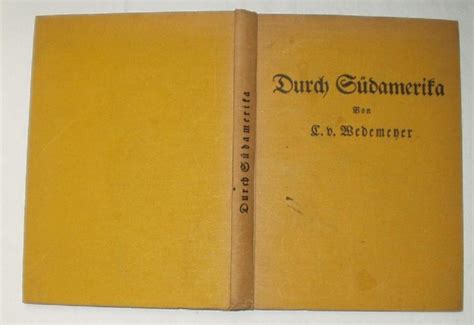 Durch Südamerika
Durch Südamerika
Von
L. v. Wedemeyer